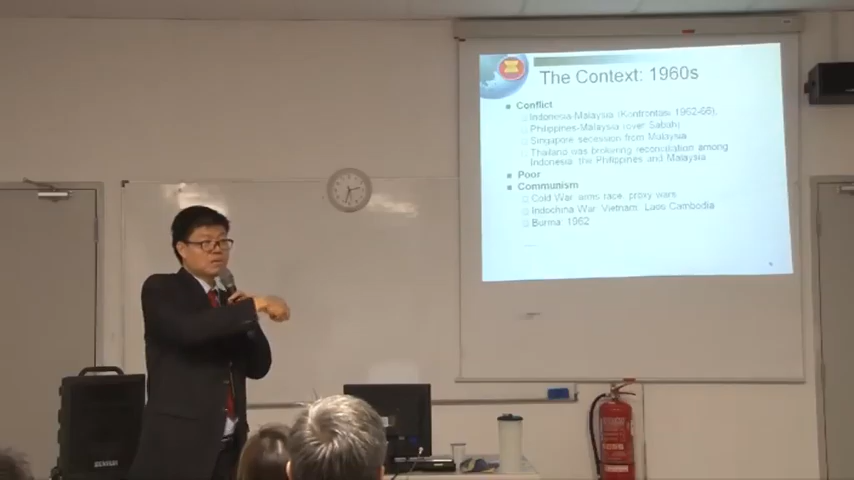 The Context: 1960s
Conflict
Indonesia-Malaysia (Konfrontasi 1962-66),
Philippines-Malaysia (over Sabah)
Singapore secession from Malaysia
Thailand was brokering reconciliation among
Indonesia, the Philippines and Malaysia
Poor
Communism
Cold War: arms race, proxy wars
Indochina War: Vietnam, Laos Cambodia
Burma: 1962